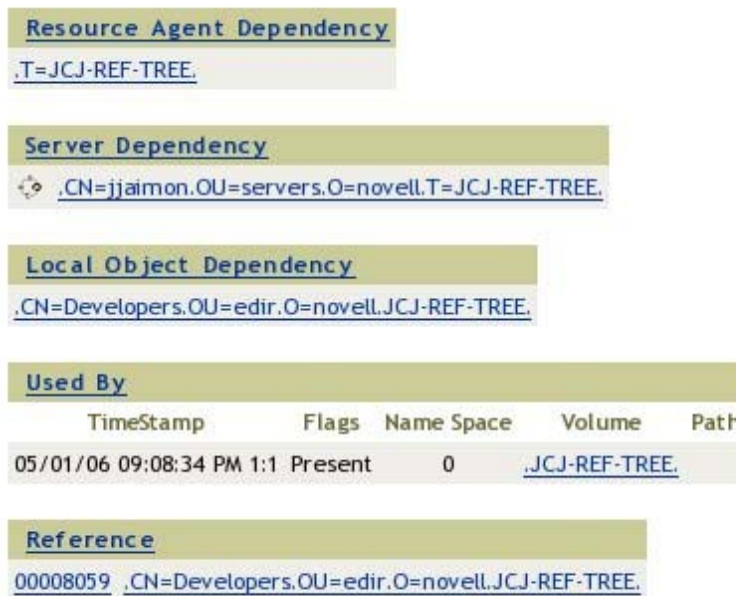 Resource Agent Dependency
.T=JCJ-REF-TREE.
Server Dependency
.CN=jjaimon.OU=servers.O=novell.T=JCJ-REF-TREE.
Local Object Dependency
.CN=Developers.OU=edir.O=novell.JCJ-REF-TREE.
Used By
TimeStamp Flags Name Space Volume Path
05/01/06 09:08:34 PM 1:1 Present 0 .JCJ-REF-TREE.
Reference
00008059 .CN=Developers.OU=edir.O=novell.JCJ-REF-TREE.